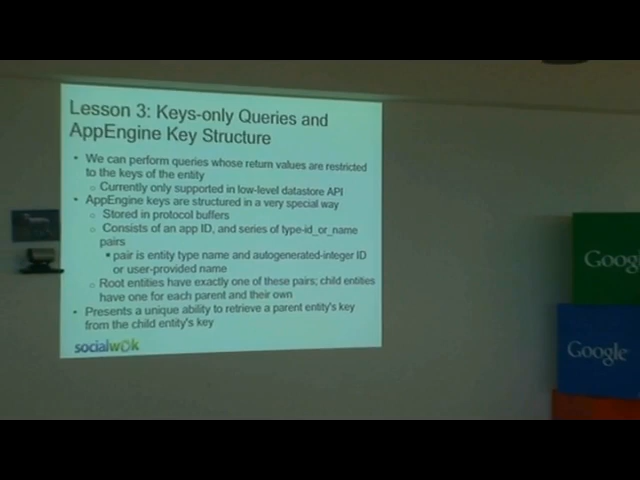 Lesson 3: Keys-only Queries and
AppEngine Key Structure
• We can perform queries whose return values are restricted
to the keys of the entity
○ Currently only supported in low-level datastore API
• AppEngine keys are structured in a very special way
○ Stored in protocol buffers
○ Consists of an app ID, and series of type-id_or_name
pairs
▪ pair is entity type name and autogenerated-integer ID
or user-provided name
○ Root entities have exactly one of these pairs; child entities
have one for each parent and their own
• Presents a unique ability to retrieve a parent entity's key
from the child entity's key
socialwok
Googl
Google